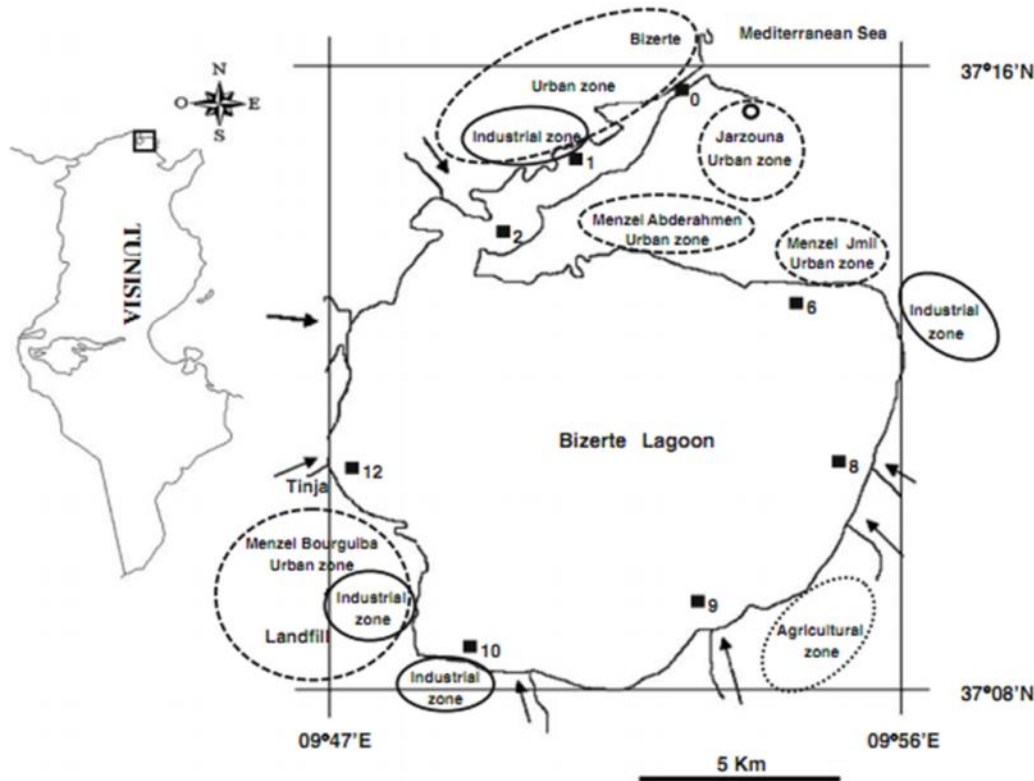 Bizerte
Mediterranean Sea
37°16'N
N
O
E
S
Urban zone
0
Industrial zone
1
Jarzouna
Urban zone
TUNISIA
Menzel Abderahmen
Urban zone
2
Menzel Jmil
Urban zone
6
Industrial
zone
Bizerte Lagoon
12
8
Tinja
Menzel Bourguiba
Urban zone
Industrial
zone
9
Landfill
Agricultural
zone
10
Industrial
zone
37°08'N
09°47'E
09°56'E
5 Km